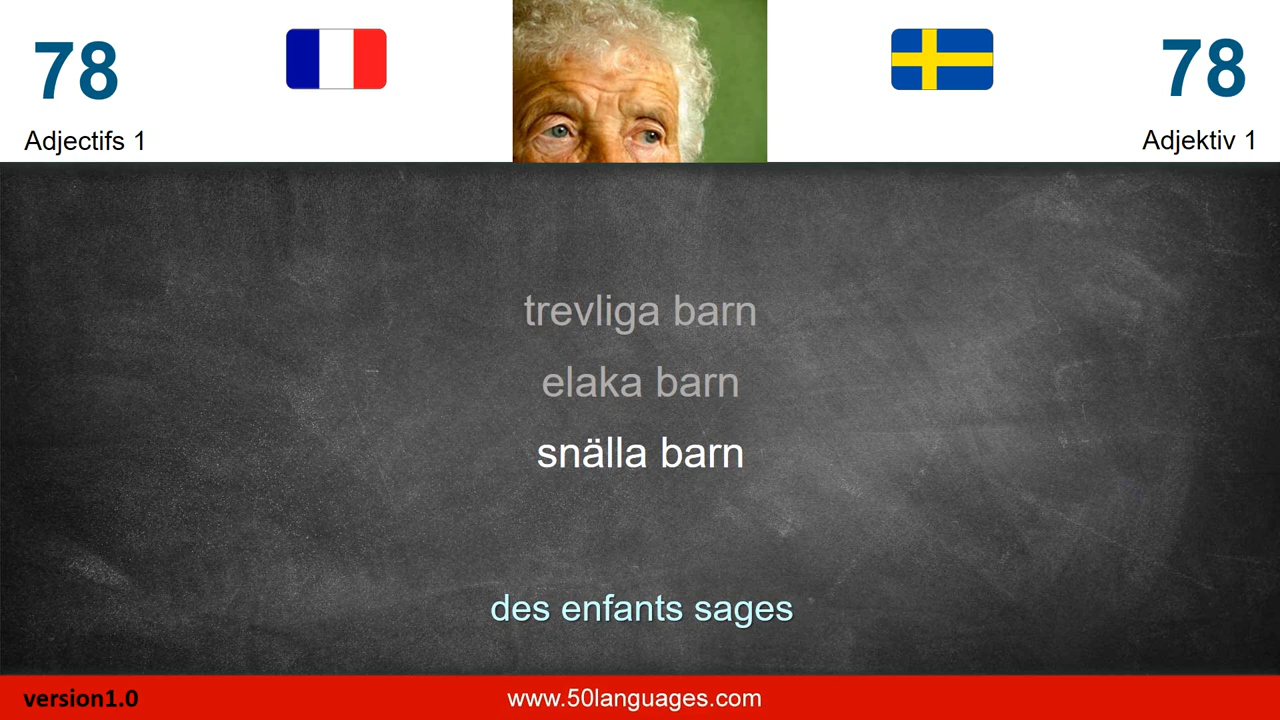 78
78
Adjectifs 1
Adjektiv 1
trevliga barn
elaka barn
snälla barn
des enfants sages
version1.0
www.50languages.com